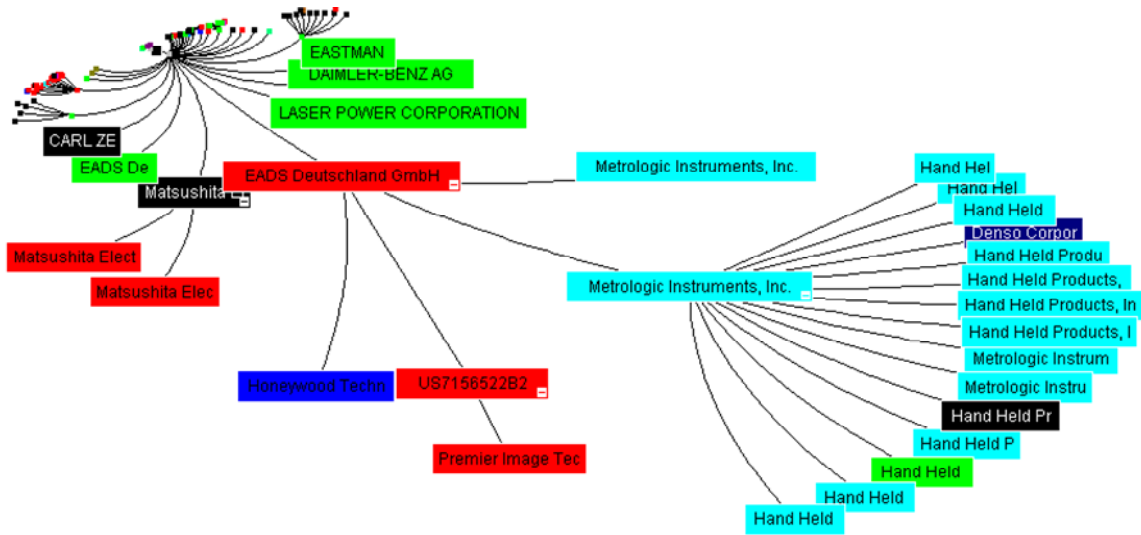 EASTMAN
DAIMLER-BENZ AG
LASER POWER CORPORATION
CARL ZE
EADS De
Matsushita
EADS Deutschland GmbH
Metrologic Instruments, Inc.
Matsushita Elect
Matsushita Elec
Metrologic Instruments, Inc.
Hand Hel
Hand Hel
Hand Held
Denso Corpor
Hand Held Produ
Hand Held Products,
Hand Held Products, In
Hand Held Products, I
Metrologic Instrum
Metrologic Instru
Hand Held Pr
Hand Held P
Hand Held
Hand Held
Hand Held
Honeywood Techn
US7156522B2
Premier Image Tec